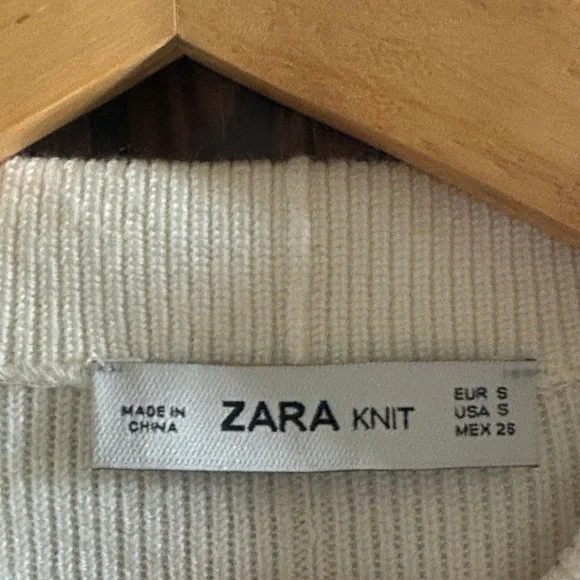 MADE IN
CHINA
ZARA KNIT
EUR S
USA S
MEX 26